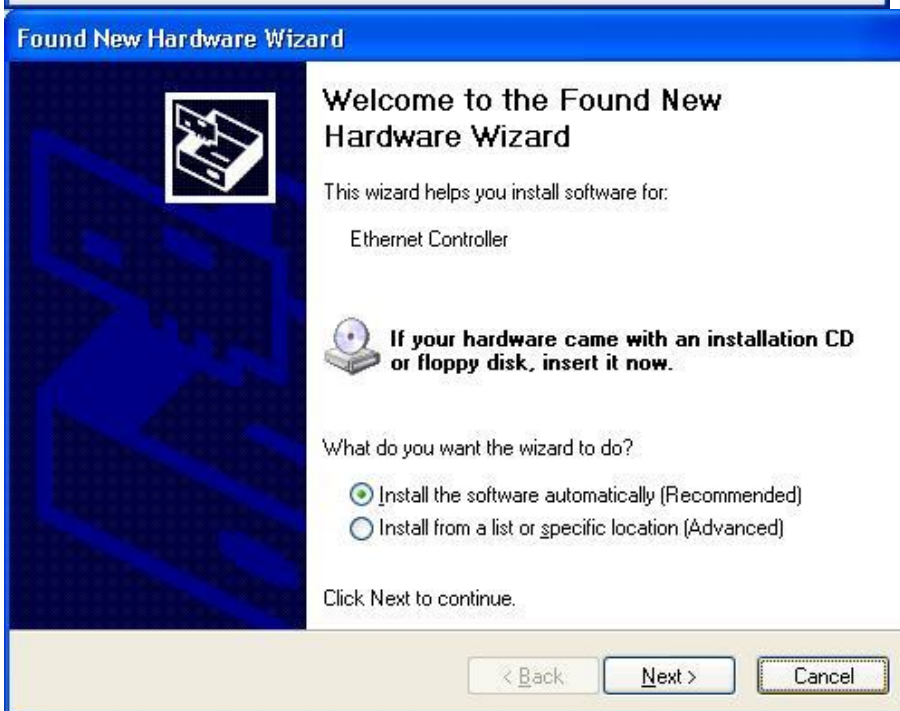 Found New Hardware Wizard
Welcome to the Found New
Hardware Wizard
This wizard helps you install software for:
Ethernet Controller
If your hardware came with an installation CD
or floppy disk, insert it now.
What do you want the wizard to do?
Install the software automatically (Recommended)
Install from a list or specific location (Advanced)
Click Next to continue.
< Back
Next >
Cancel